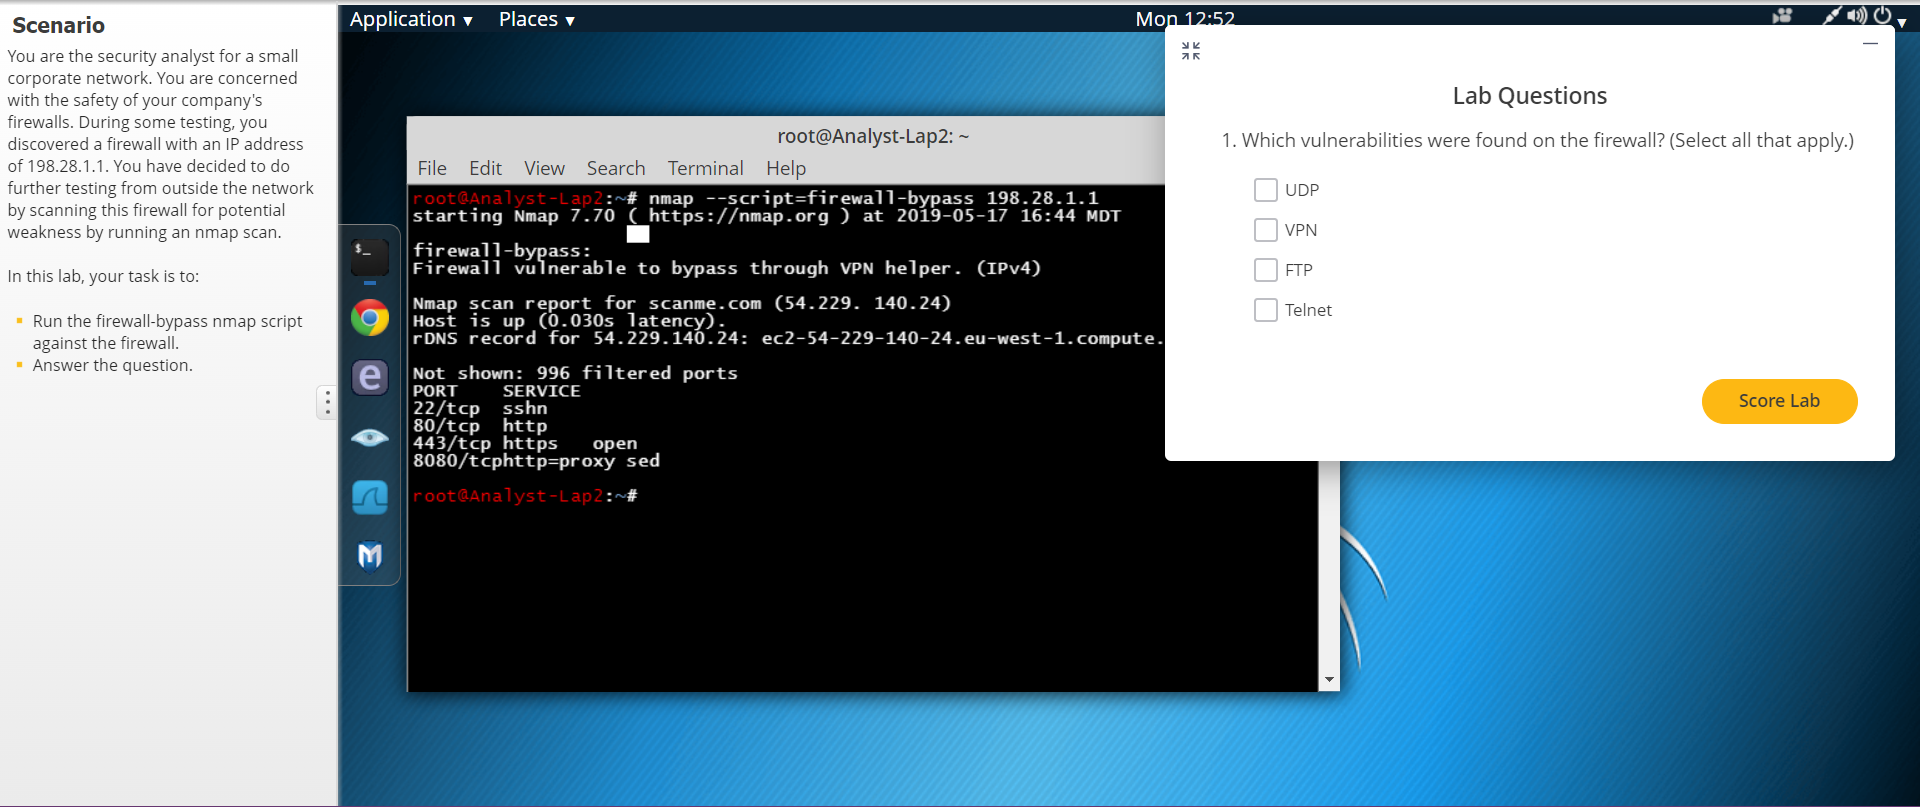 Scenario
You are the security analyst for a small
corporate network. You are concerned
with the safety of your company's
firewalls. During some testing, you
discovered a firewall with an IP address
of 198.28.1.1. You have decided to do
further testing from outside the network
by scanning this firewall for potential
weakness by running an nmap scan.
In this lab, your task is to:
Run the firewall-bypass nmap script
against the firewall.
Answer the question.
Application ▾ Places ▾ Mon 12:52
root@Analyst-Lap2: ~
File Edit View Search Terminal Help
root@Analyst-Lap2:~# nmap --script=firewall-bypass 198.28.1.1
starting Nmap 7.70 ( https://nmap.org ) at 2019-05-17 16:44 MDT
firewall-bypass:
Firewall vulnerable to bypass through VPN helper. (IPv4)
Nmap scan report for scanme.com (54.229. 140.24)
Host is up (0.030s latency).
rDNS record for 54.229.140.24: ec2-54-229-140-24.eu-west-1.compute.
Not shown: 996 filtered ports
PORT SERVICE
22/tcp sshn
80/tcp http
443/tcp https open
8080/tcphttp=proxy sed
root@Analyst-Lap2:~#
Lab Questions
1. Which vulnerabilities were found on the firewall? (Select all that apply.)
UDP
VPN
FTP
Telnet
Score Lab